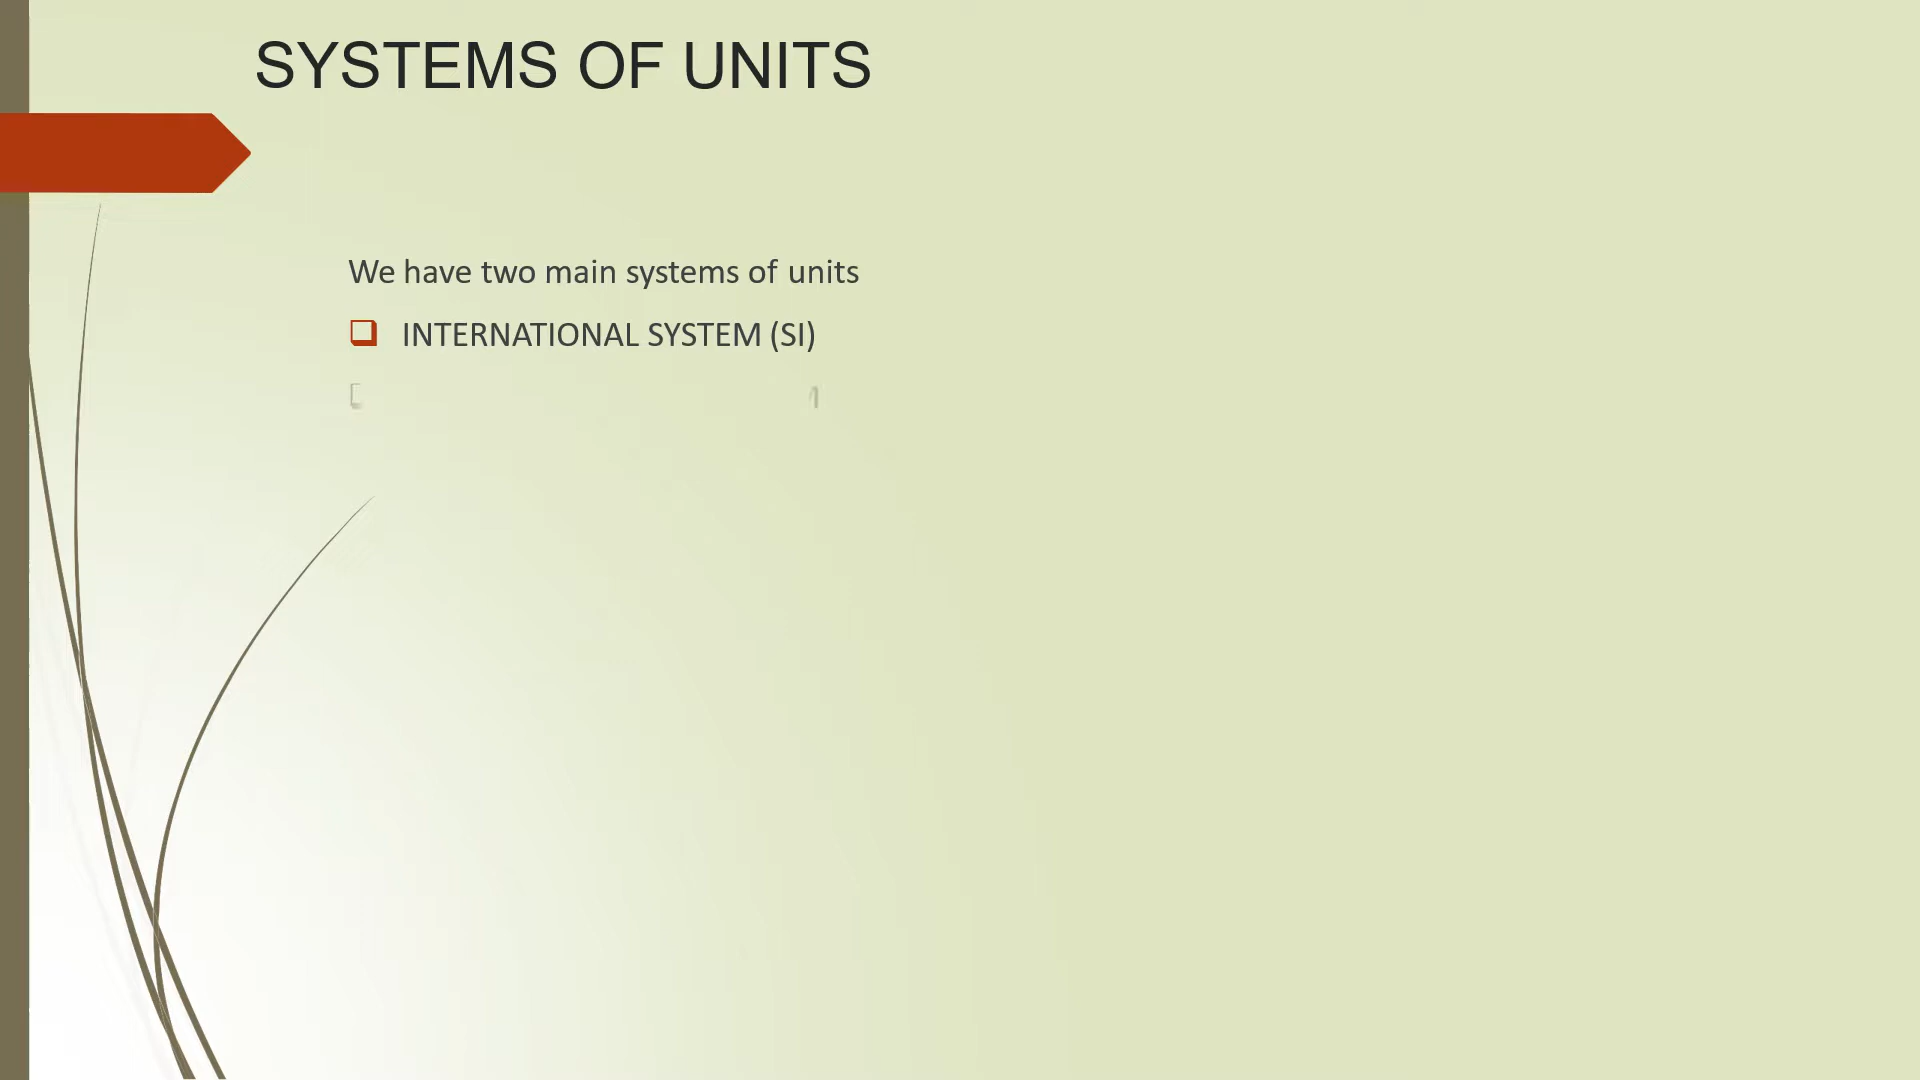 SYSTEMS OF UNITS
We have two main systems of units
INTERNATIONAL SYSTEM (SI)